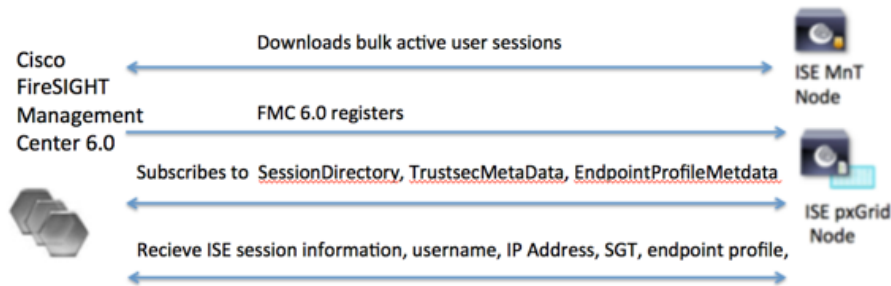 Downloads bulk active user sessions
Cisco
FireSIGHT
Management
Center 6.0
ISE MnT
Node
FMC 6.0 registers
Subscribes to SessionDirectory, TrustsecMetaData, EndpointProfileMetdata
ISE pxGrid
Node
Recieve ISE session information, username, IP Address, SGT, endpoint profile,